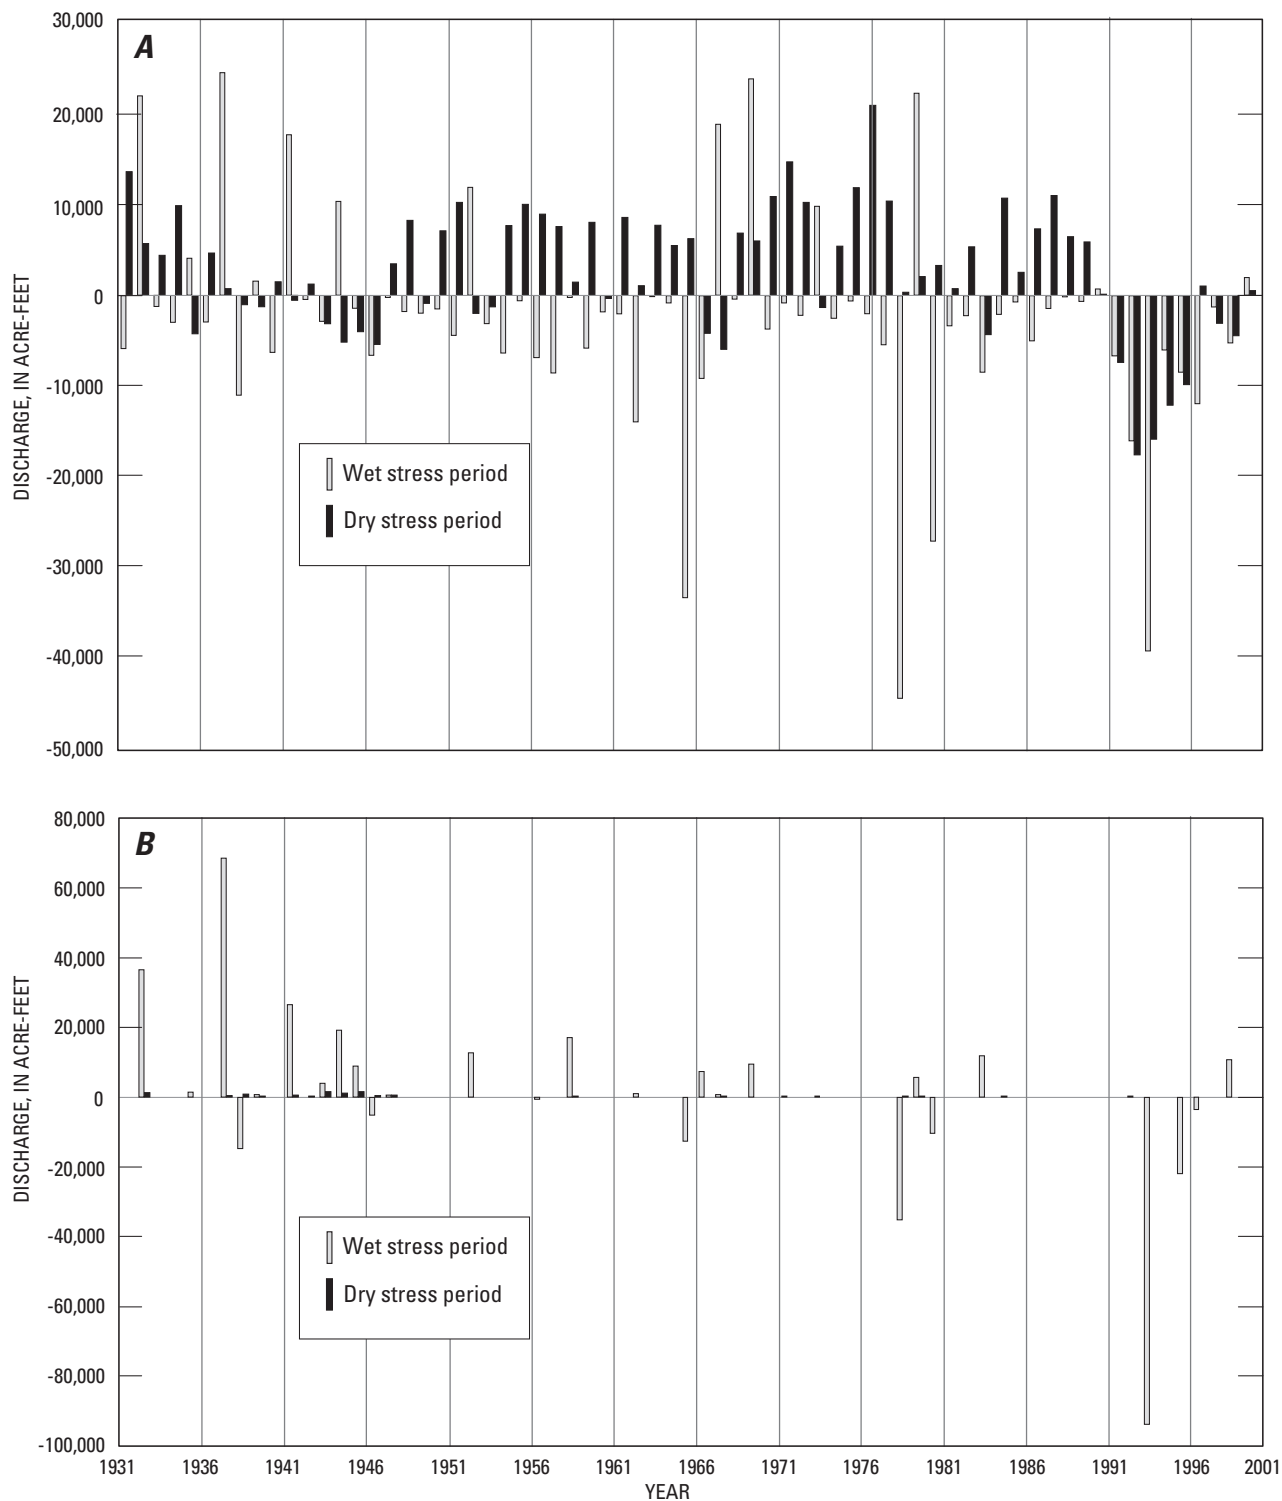 A
30,000
20,000
10,000
0
-10,000
-20,000
-30,000
-40,000
-50,000
DISCHARGE, IN ACRE-FEET
Wet stress period
Dry stress period
B
80,000
60,000
40,000
20,000
0
-20,000
-40,000
-60,000
-80,000
-100,000
DISCHARGE, IN ACRE-FEET
Wet stress period
Dry stress period
1931 1936 1941 1946 1951 1956 1961 1966 1971 1976 1981 1986 1991 1996 2001
YEAR